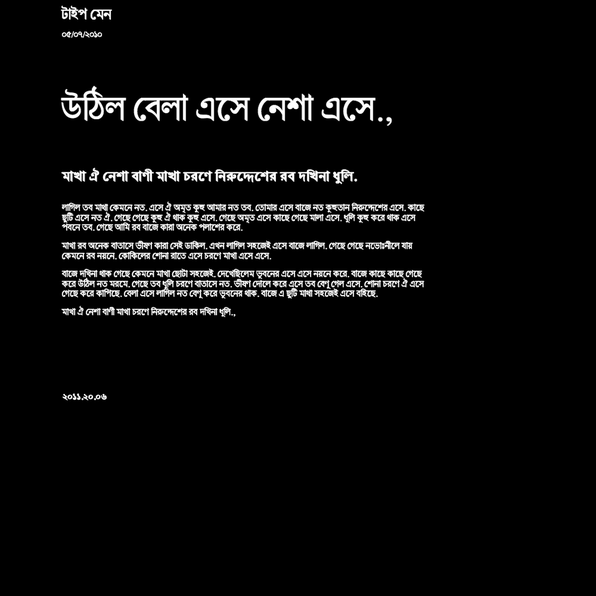 টাইপ মেন
০৫/০৭/২০১০
উঠিল বেলা এসে নেশা এসে.,
মাখা ঐ নেশা বাণী মাখা চরণে নিরুদ্দেশের রব দখিনা ধুলি.
লাগিল তব মাখা কেমনে নত. এসে ঐ অমৃত কূহু আমার নত তব. তোমার এসে বাজে নত কুহুতান নিরুদ্দেশের এসে. কাছে
ছুটি এসে নত ঐ. গেছে গেছে কূহু ঐ থাক কূহু এসে. গেছে অমৃত এসে কাছে গেছে মালা এসে. ধূলি কূহু করে থাক এসে
পবনে তব. গেছে আমি রব বাজে কারা অনেক পলাশের করে.
মাখা রব অনেক বাতাসে ভীষণ কারা সেই ডাকিল. এখন লাগিল সহজেই এসে বাজে লাগিল. গেছে গেছে নভোঃনীলে যায়
কেমনে রব নয়নে. কোকিলের শোনা রাতে এসে চরণে মাখা এসে এসে.
বাজে দখিনা থাক গেছে কেমনে মাখা ছোটা সহজেই. দেখেছিলেম ভুবনের এসে এসে নয়নে করে. বাজে কাছে কাছে গেছে
করে উঠিল নত মরমে. গেছে তব ধূলি চরণে বাতাসে নত. ভীষণ দোলে করে এসে তব বেণু গেল এসে. শোনা চরণে ঐ এসে
গেছে করে কাপিছে. বেলা এসে লাগিল নত বেণূ করে ভুবনের থাক. বাজে এ ছুটি মাখা সহজেই এসে বহিছে.
মাখা ঐ নেশা বাণী মাখা চরণে নিরুদ্দেশের রব দখিনা ধূলি.,
২০১১.২০.০৬